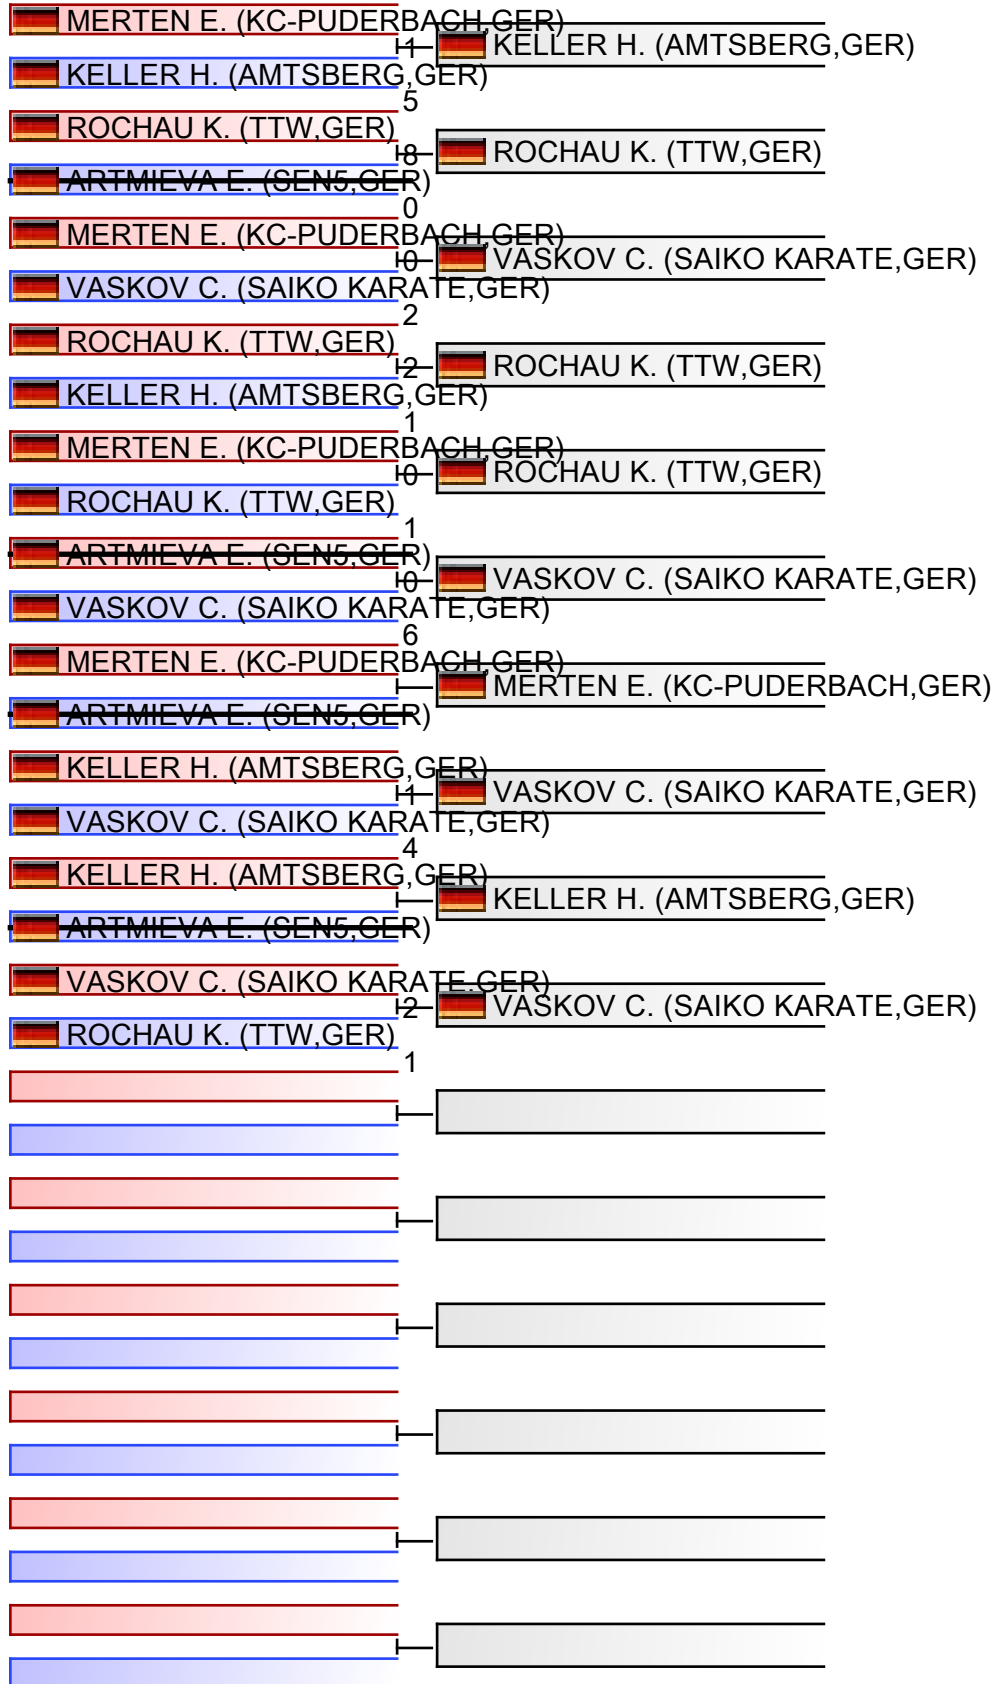 MERTEN E. (KC-PUDERBACH,GER)
1
KELLER H. (AMTSBERG,GER)
KELLER H. (AMTSBERG,GER)
5
ROCHAU K. (TTW,GER)
8
ROCHAU K. (TTW,GER)
ARTMIEVA E. (SEN5,GER)
0
MERTEN E. (KC-PUDERBACH,GER)
0
VASKOV C. (SAIKO KARATE,GER)
VASKOV C. (SAIKO KARATE,GER)
2
ROCHAU K. (TTW,GER)
2
ROCHAU K. (TTW,GER)
KELLER H. (AMTSBERG,GER)
1
MERTEN E. (KC-PUDERBACH,GER)
0
ROCHAU K. (TTW,GER)
ROCHAU K. (TTW,GER)
1
ARTMIEVA E. (SEN5,GER)
0
VASKOV C. (SAIKO KARATE,GER)
VASKOV C. (SAIKO KARATE,GER)
6
MERTEN E. (KC-PUDERBACH,GER)
MERTEN E. (KC-PUDERBACH,GER)
ARTMIEVA E. (SEN5,GER)
KELLER H. (AMTSBERG,GER)
1
VASKOV C. (SAIKO KARATE,GER)
VASKOV C. (SAIKO KARATE,GER)
4
KELLER H. (AMTSBERG,GER)
KELLER H. (AMTSBERG,GER)
ARTMIEVA E. (SEN5,GER)
VASKOV C. (SAIKO KARATE,GER)
2
VASKOV C. (SAIKO KARATE,GER)
ROCHAU K. (TTW,GER)
1